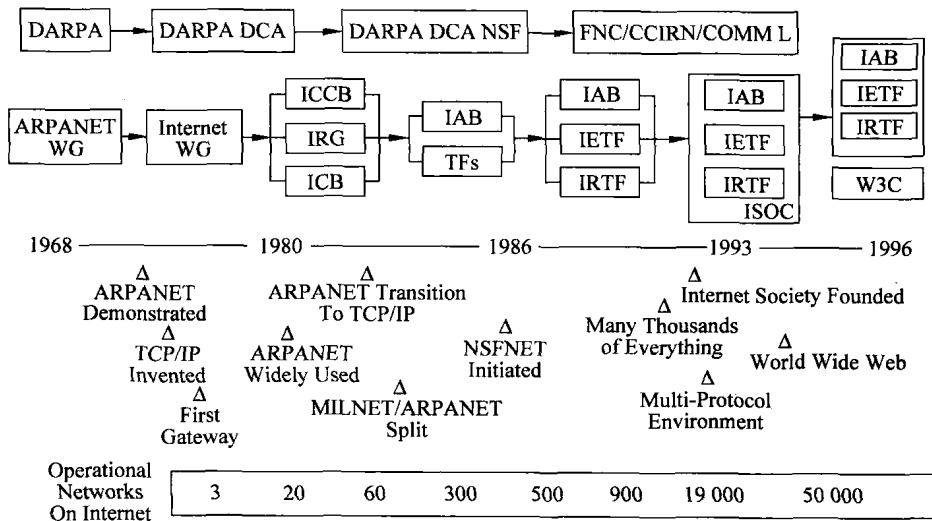 DARPA DARPA DCA DARPA DCA NSF FNC/CCIRN/COMM L
ARPANET
WG
Internet
WG
ICCB
IRG
ICB
IAB
TFs
IAB
IETF
IRTF
IAB
IETF
IRTF
ISOC
IAB
IETF
IRTF
W3C
1968 1980 1986 1993 1996
Δ
ARPANET
Demonstrated
Δ
TCP/IP
Invented
Δ
First
Gateway
Δ
ARPANET Transition
To TCP/IP
Δ
ARPANET
Widely Used
Δ
MILNET/ARPANET
Split
Δ
NSFNET
Initiated
Δ
Internet Society Founded
Δ
Many Thousands
of Everything
Δ
World Wide Web
Δ
Multi-Protocol
Environment
Operational
Networks
On Internet
3 20 60 300 500 900 19 000 50 000